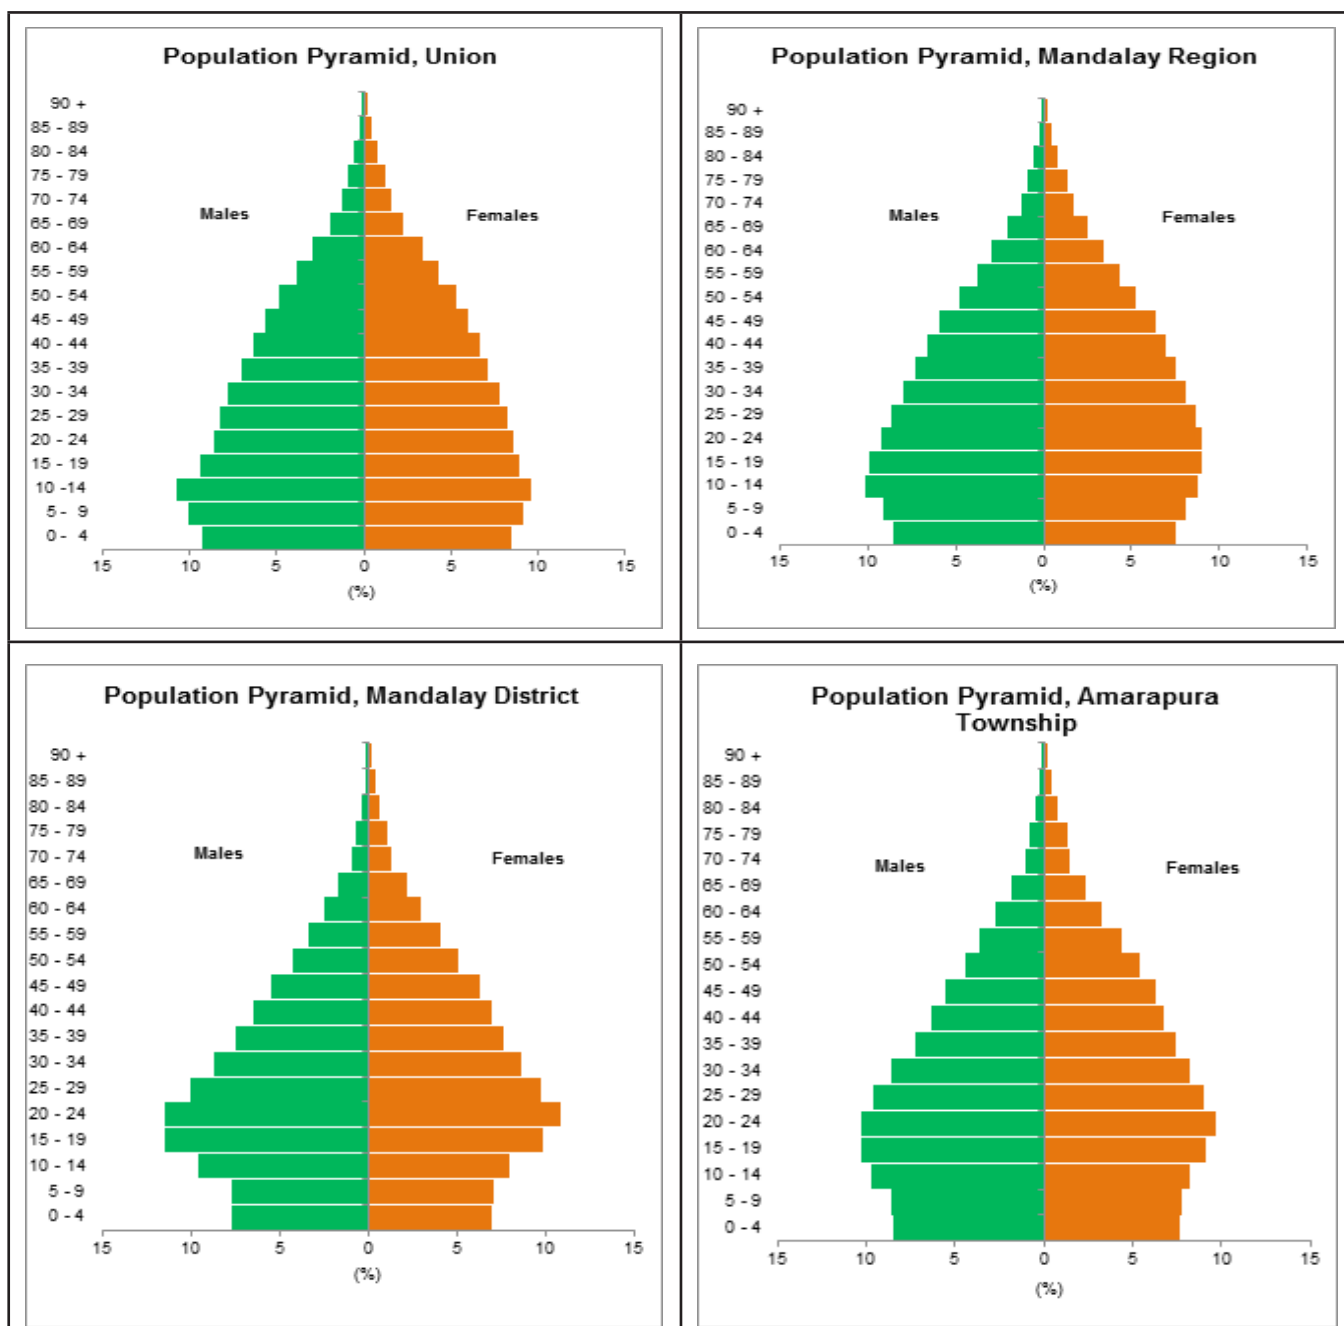 Population Pyramid, Union
90 +
85 - 89
80 - 84
75 - 79
70 - 74
65 - 69
60 - 64
55 - 59
50 - 54
45 - 49
40 - 44
35 - 39
30 - 34
25 - 29
20 - 24
15 - 19
10 -14
5 - 9
0 - 4
Males
Females
15 10 5 0 5 10 15
(%)
Population Pyramid, Mandalay Region
90 +
85 - 89
80 - 84
75 - 79
70 - 74
65 - 69
60 - 64
55 - 59
50 - 54
45 - 49
40 - 44
35 - 39
30 - 34
25 - 29
20 - 24
15 - 19
10 - 14
5 - 9
0 - 4
Males
Females
15 10 5 0 5 10 15
(%)
Population Pyramid, Mandalay District
90 +
85 - 89
80 - 84
75 - 79
70 - 74
65 - 69
60 - 64
55 - 59
50 - 54
45 - 49
40 - 44
35 - 39
30 - 34
25 - 29
20 - 24
15 - 19
10 - 14
5 - 9
0 - 4
Males
Females
15 10 5 0 5 10 15
(%)
Population Pyramid, Amarapura
Township
90 +
85 - 89
80 - 84
75 - 79
70 - 74
65 - 69
60 - 64
55 - 59
50 - 54
45 - 49
40 - 44
35 - 39
30 - 34
25 - 29
20 - 24
15 - 19
10 - 14
5 - 9
0 - 4
Males
Females
15 10 5 0 5 10 15
(%)